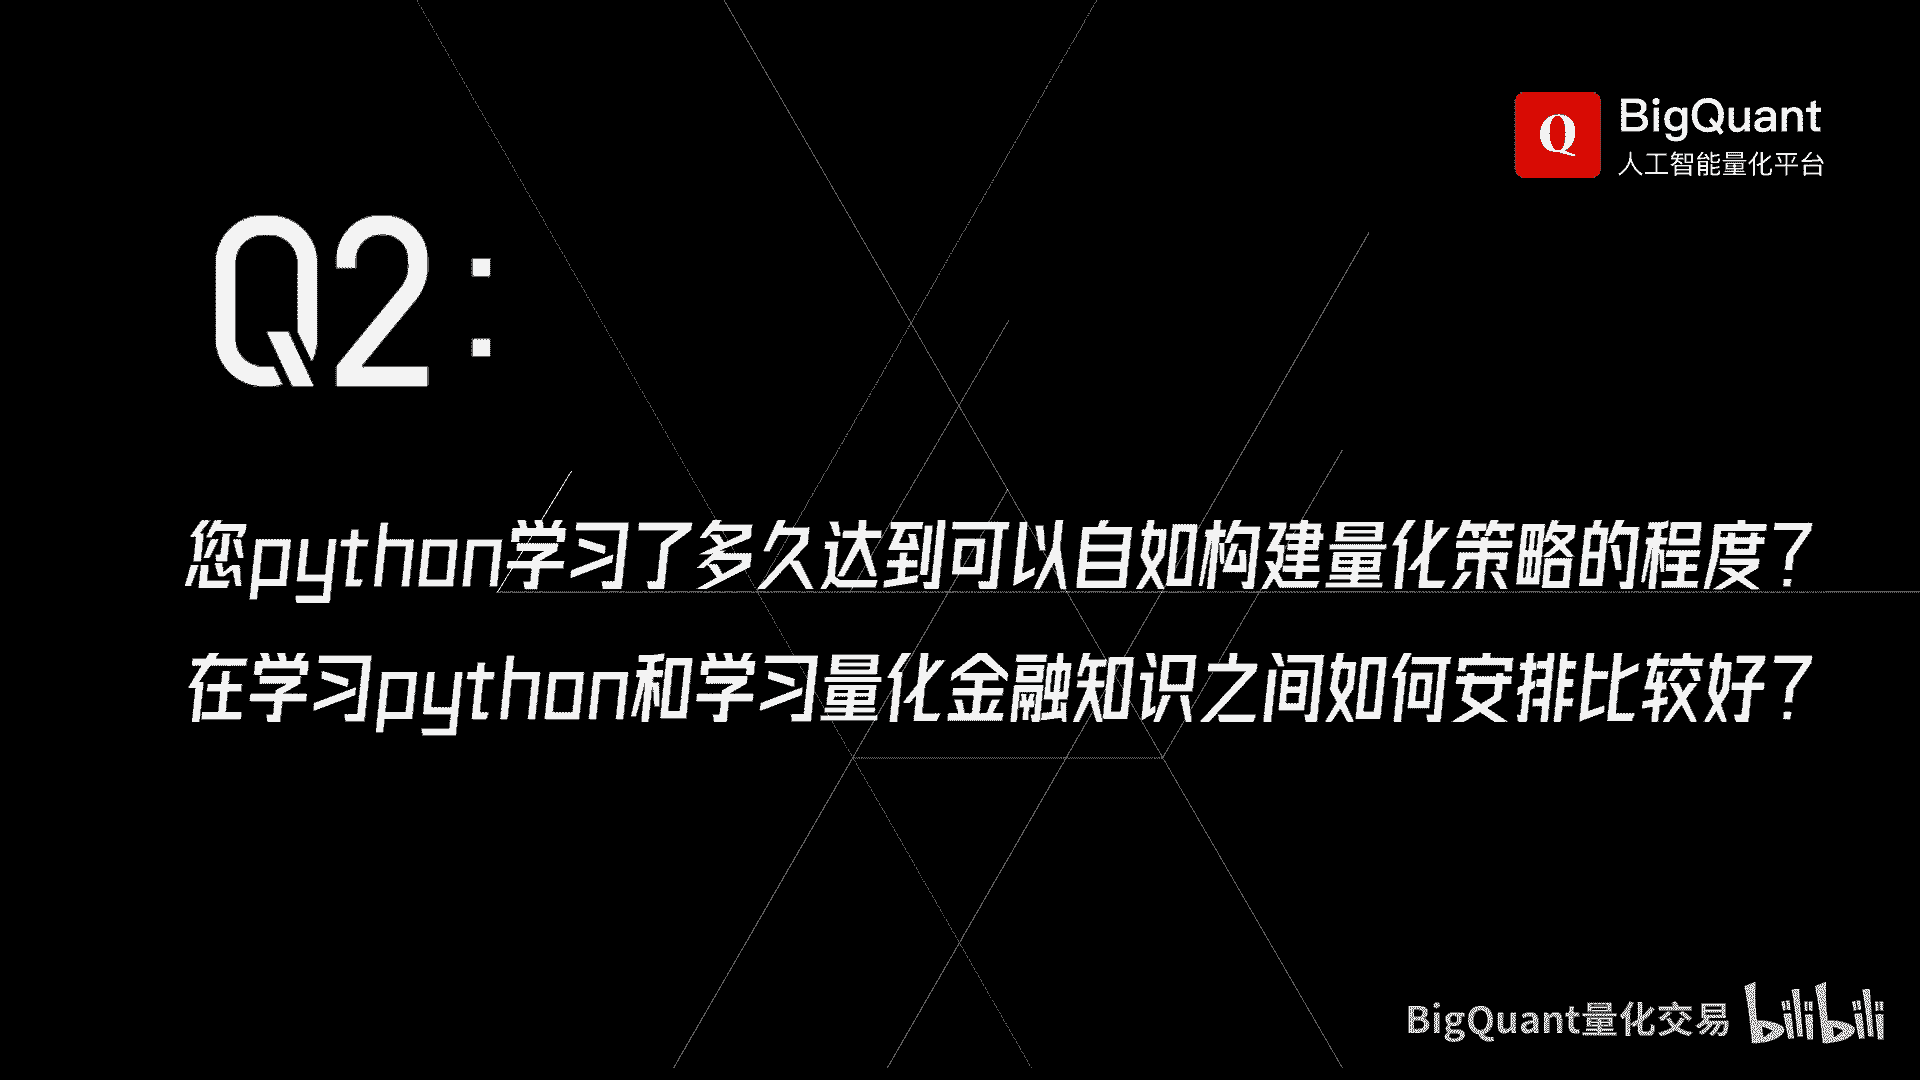 Q BigQuant
人工智能量化平台
Q2:
您python学习了多久达到可以自如构建量化策略的程度?
在学习python和学习量化金融知识之间如何安排比较好?
BigQuant量化交易 bilibili